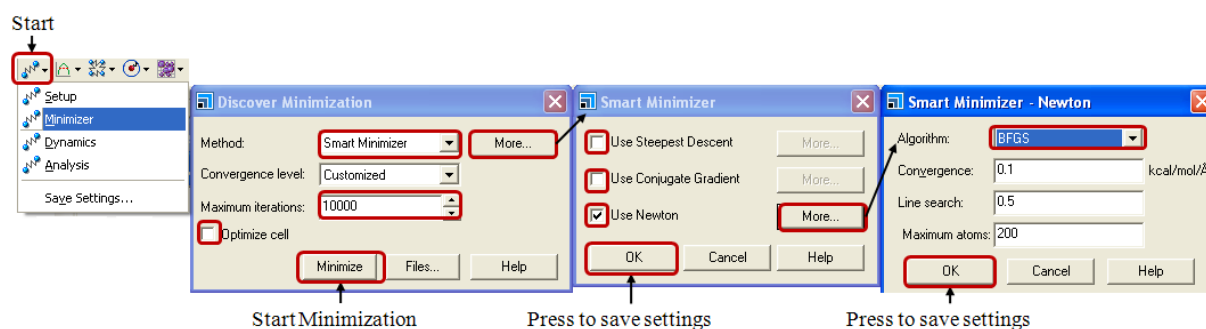 Start
Setup
Minimizer
Dynamics
Analysis
Save Settings...
Discover Minimization
Method: Smart Minimizer More...
Convergence level: Customized
Maximum iterations: 10000
Optimize cell
Minimize Files... Help
Start Minimization
Smart Minimizer
Use Steepest Descent More...
Use Conjugate Gradient More...
Use Newton More...
OK Cancel Help
Press to save settings
Smart Minimizer - Newton
Algorithm: BFGS
Convergence: 0.1 kcal/mol/Å
Line search: 0.5
Maximum atoms: 200
OK Cancel Help
Press to save settings